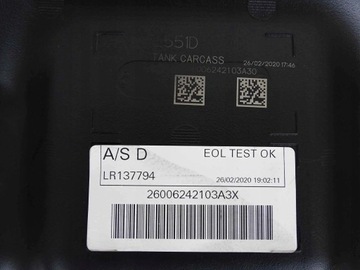 551D
TANK CARCASS
26/02/2020 17:46
06242103A30
A/S D
EOL TEST OK
LR137794
26/02/2020 19:02:11
26006242103A3X